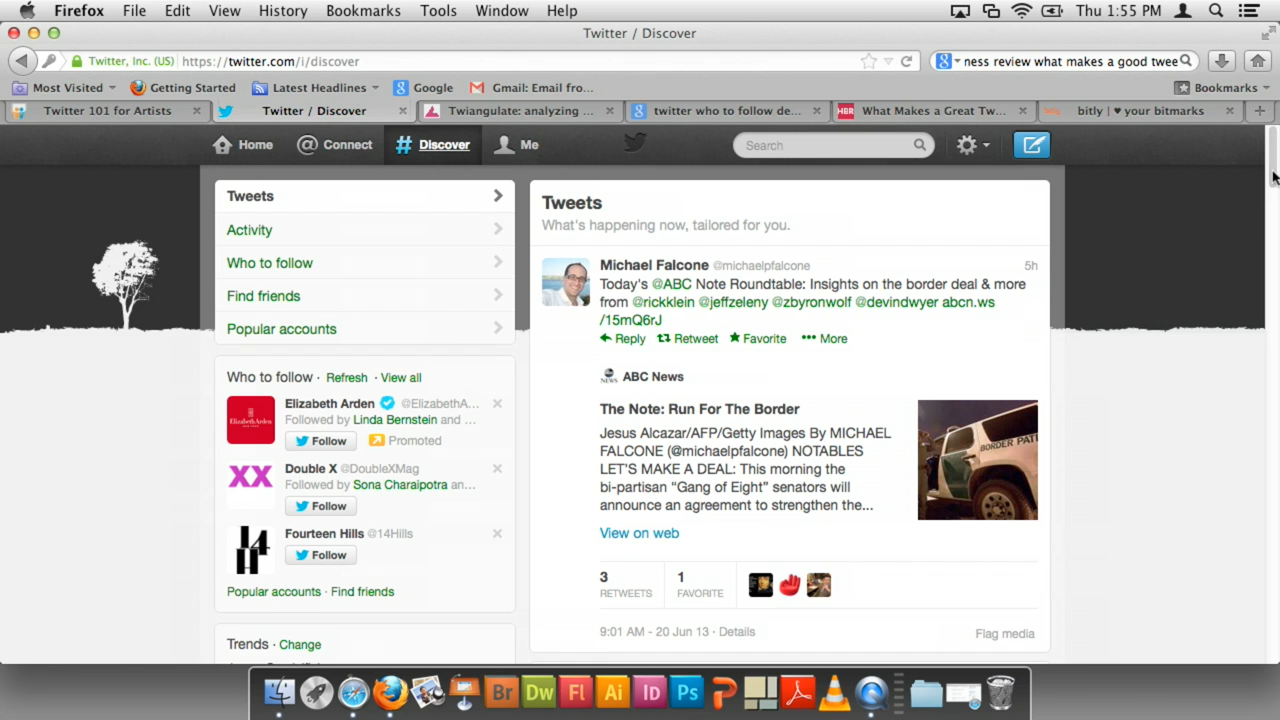 Firefox File Edit View History Bookmarks Tools Window Help Thu 1:55 PM
Twitter / Discover
Twitter, Inc. (US) https://twitter.com/i/discover
ness review what makes a good twee
Most Visited Getting Started Latest Headlines Google Gmail: Email fro... Bookmarks
Twitter 101 for Artists
Twitter / Discover
Twiangulate: analyzing ...
twitter who to follow de...
HBR What Makes a Great Tw...
bitly | ♥ your bitmarks
Home @ Connect # Discover Me Search
Tweets
Activity
Who to follow
Find friends
Popular accounts
Who to follow · Refresh · View all
Elizabeth Arden @ElizabethA...
Followed by Linda Bernstein and ...
Follow Promoted
Double X @DoubleXMag
Followed by Sona Charaipotra an...
Follow
Fourteen Hills @14Hills
Follow
Popular accounts · Find friends
Trends · Change
Tweets
What's happening now, tailored for you.
Michael Falcone @michaelpfalcone 5h
Today's @ABC Note Roundtable: Insights on the border deal & more
from @rickklein @jeffzeleny @zbyronwolf @devindwyer abcn.ws
/15mQ6rJ
Reply Retweet Favorite More
ABC News
The Note: Run For The Border
Jesus Alcazar/AFP/Getty Images By MICHAEL
FALCONE (@michaelpfalcone) NOTABLES
LET'S MAKE A DEAL: This morning the
bi-partisan “Gang of Eight” senators will
announce an agreement to strengthen the...
BORDER PAT
View on web
3
RETWEETS
1
FAVORITE
9:01 AM - 20 Jun 13 · Details Flag media
Br Dw Fl Ai Id Ps